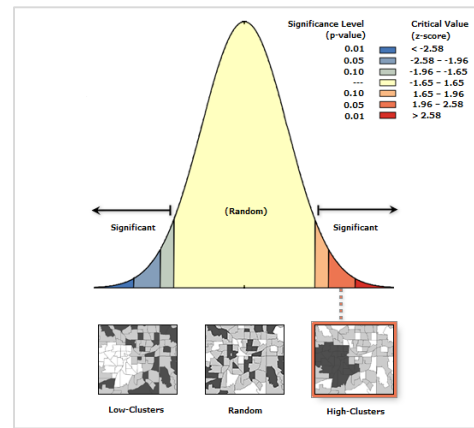 Significance Level
(p-value)
Critical Value
(z-score)
0.01 < -2.58
0.05 -2.58 – -1.96
0.10 -1.96 – -1.65
--- -1.65 – 1.65
0.10 1.65 – 1.96
0.05 1.96 – 2.58
0.01 > 2.58
(Random)
Significant
Significant
Low-Clusters
Random
High-Clusters